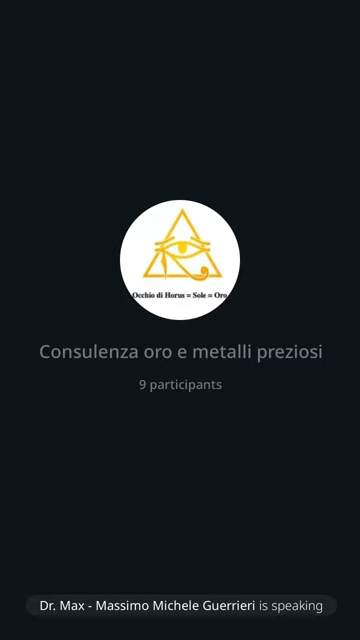 Occhio di Horus = Sole = Oro
Consulenza oro e metalli preziosi
9 participants
Dr. Max - Massimo Michele Guerrieri is speaking